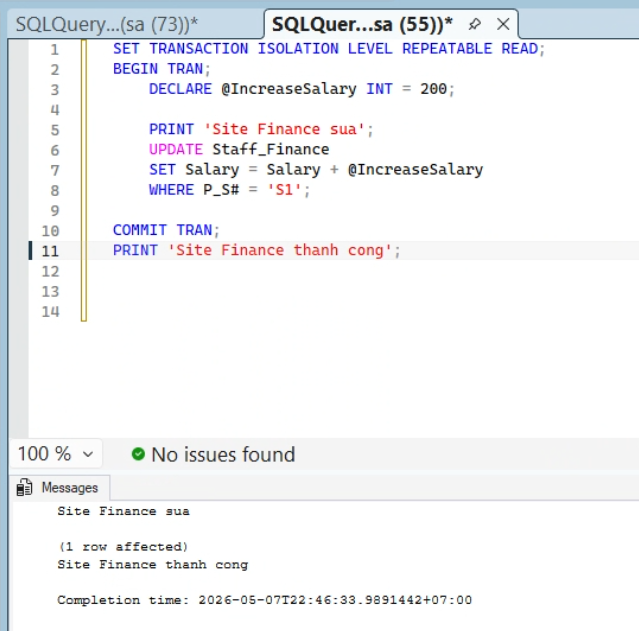 SQLQuery...(sa (73))* SQLQuer...sa (55))*
1 SET TRANSACTION ISOLATION LEVEL REPEATABLE READ;
2 BEGIN TRAN;
3 DECLARE @IncreaseSalary INT = 200;
4
5 PRINT 'Site Finance sua';
6 UPDATE Staff_Finance
7 SET Salary = Salary + @IncreaseSalary
8 WHERE P_S# = 'S1';
9
10 COMMIT TRAN;
11 PRINT 'Site Finance thanh cong';
12
13
14
100 % No issues found
Messages
Site Finance sua
(1 row affected)
Site Finance thanh cong
Completion time: 2026-05-07T22:46:33.9891442+07:00